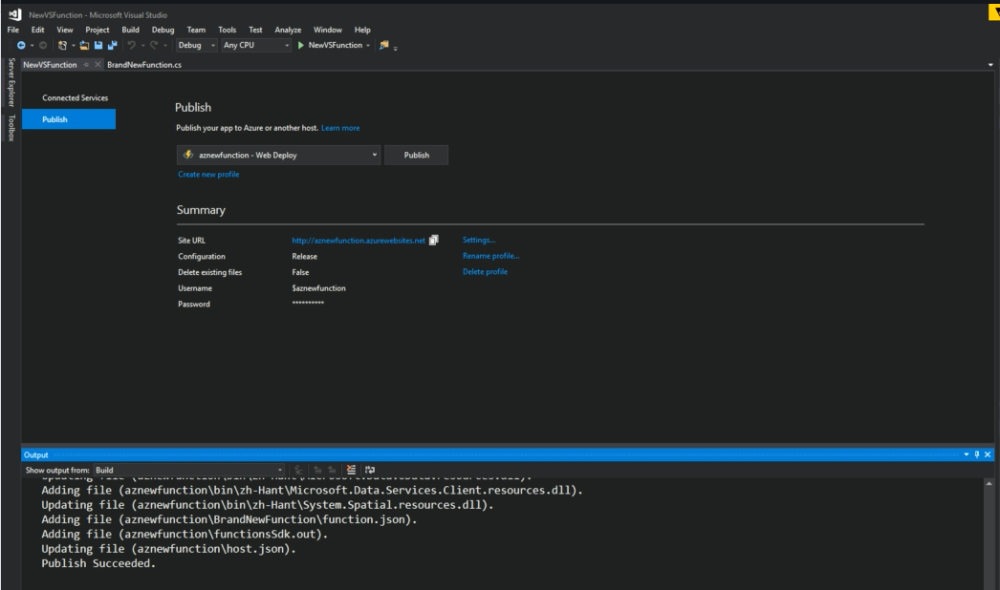 NewVSFunction - Microsoft Visual Studio
File Edit View Project Build Debug Team Tools Test Analyze Window Help
Debug Any CPU NewVSFunction
Server Explorer
Toolbox
NewVSFunction BrandNewFunction.cs
Connected Services
Publish
Publish
Publish your app to Azure or another host. Learn more
aznewfunction - Web Deploy Publish
Create new profile
Summary
Site URL http://aznewfunction.azurewebsites.net Settings...
Configuration Release Rename profile...
Delete existing files False Delete profile
Username $aznewfunction
Password **********
Output
Show output from: Build
Adding file (aznewfunction\bin\zh-Hant\Microsoft.Data.Services.Client.resources.dll).
Updating file (aznewfunction\bin\zh-Hant\System.Spatial.resources.dll).
Adding file (aznewfunction\BrandNewFunction\function.json).
Adding file (aznewfunction\functionsSdk.out).
Updating file (aznewfunction\host.json).
Publish Succeeded.